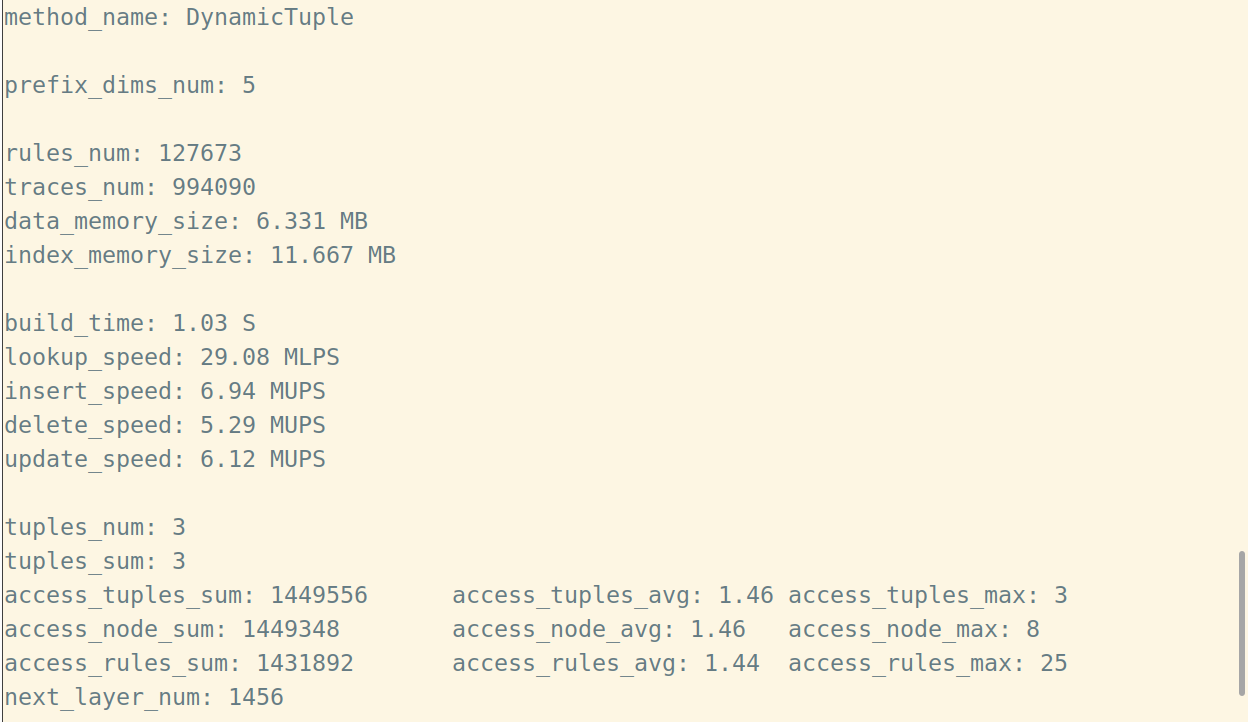 method_name: DynamicTuple
prefix_dims_num: 5
rules_num: 127673
traces_num: 994090
data_memory_size: 6.331 MB
index_memory_size: 11.667 MB
build_time: 1.03 S
lookup_speed: 29.08 MLPS
insert_speed: 6.94 MUPS
delete_speed: 5.29 MUPS
update_speed: 6.12 MUPS
tuples_num: 3
tuples_sum: 3
access_tuples_sum: 1449556 access_tuples_avg: 1.46 access_tuples_max: 3
access_node_sum: 1449348 access_node_avg: 1.46 access_node_max: 8
access_rules_sum: 1431892 access_rules_avg: 1.44 access_rules_max: 25
next_layer_num: 1456